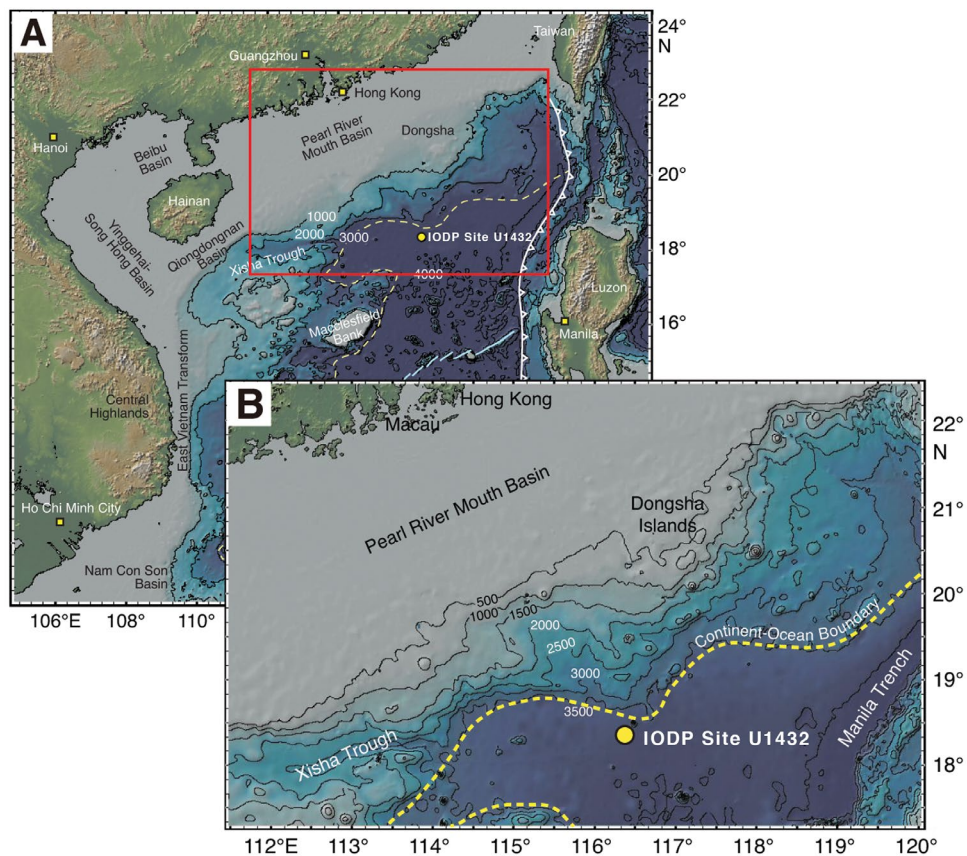 A
Taiwan
24°
N
Guangzhou
Hong Kong
22°
Pearl River
Mouth Basin
Dongsha
Hanoi
Beibu
Basin
20°
Hainan
1000
2000
3000
IODP Site U1432
18°
Yinggehai-
Song Hong Basin
Qiongdongnan
Basin
Xisha Trough
4000
Luzon
Macclesfield
Bank
Manila
16°
East Vietnam Transform
Central
Highlands
Ho Chi Minh City
Nam Con Son
Basin
106°E
108°
110°
B
Hong Kong
Macau
22°
N
Pearl River Mouth Basin
Dongsha
Islands
21°
500
1000
1500
20°
2000
2500
Continent-Ocean Boundary
3000
19°
3500
IODP Site U1432
Manila Trench
Xisha Trough
18°
112°E
113°
114°
115°
116°
117°
118°
119°
120°